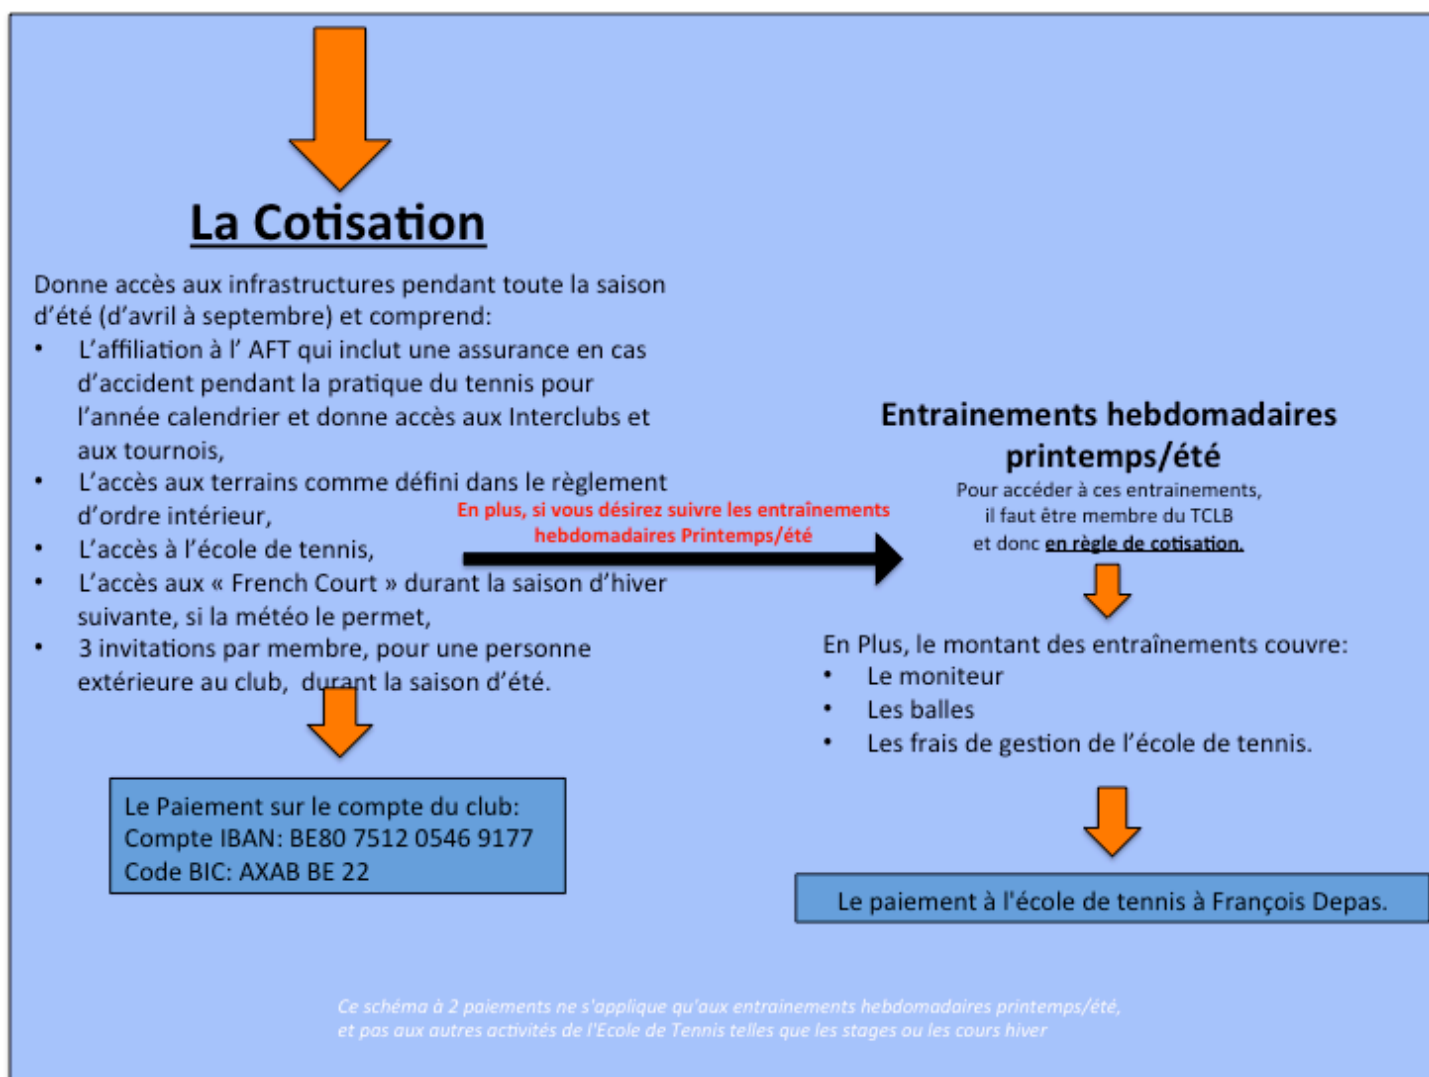 La Cotisation
Donne accès aux infrastructures pendant toute la saison
d’été (d’avril à septembre) et comprend:
• L’affiliation à l’ AFT qui inclut une assurance en cas
d’accident pendant la pratique du tennis pour
l’année calendrier et donne accès aux Interclubs et
aux tournois,
• L’accès aux terrains comme défini dans le règlement
d’ordre intérieur,
• L’accès à l’école de tennis,
• L’accès aux « French Court » durant la saison d’hiver
suivante, si la météo le permet,
• 3 invitations par membre, pour une personne
extérieure au club, durant la saison d’été.
Le Paiement sur le compte du club:
Compte IBAN: BE80 7512 0546 9177
Code BIC: AXAB BE 22
En plus, si vous désirez suivre les entraînements
hebdomadaires Printemps/été
Entrainements hebdomadaires
printemps/été
Pour accéder à ces entrainements,
il faut être membre du TCLB
et donc en règle de cotisation.
En Plus, le montant des entraînements couvre:
• Le moniteur
• Les balles
• Les frais de gestion de l’école de tennis.
Le paiement à l'école de tennis à François Depas.
Ce schéma à 2 paiements ne s'applique qu'aux entrainements hebdomadaires printemps/été,
et pas aux autres activités de l'Ecole de Tennis telles que les stages ou les cours hiver